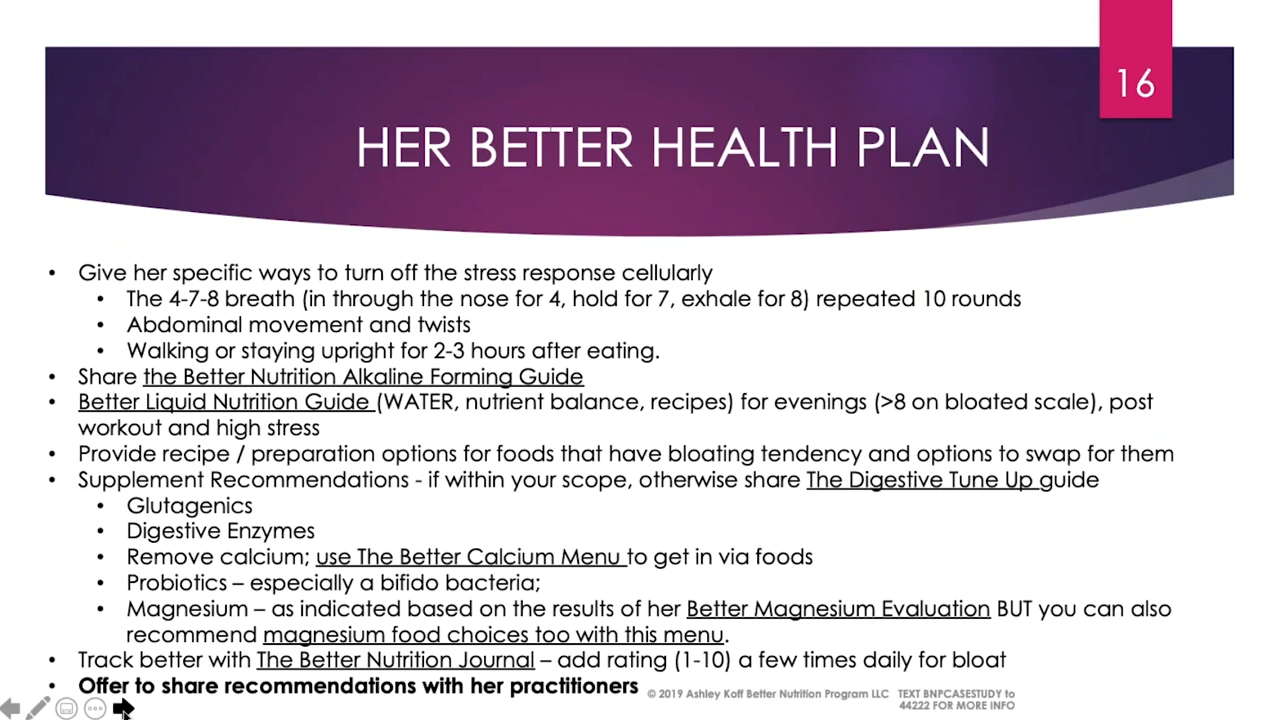 16
HER BETTER HEALTH PLAN
• Give her specific ways to turn off the stress response cellularly
• The 4-7-8 breath (in through the nose for 4, hold for 7, exhale for 8) repeated 10 rounds
• Abdominal movement and twists
• Walking or staying upright for 2-3 hours after eating.
• Share the Better Nutrition Alkaline Forming Guide
• Better Liquid Nutrition Guide (WATER, nutrient balance, recipes) for evenings (>8 on bloated scale), post
workout and high stress
• Provide recipe / preparation options for foods that have bloating tendency and options to swap for them
• Supplement Recommendations - if within your scope, otherwise share The Digestive Tune Up guide
• Glutagenics
• Digestive Enzymes
• Remove calcium; use The Better Calcium Menu to get in via foods
• Probiotics – especially a bifido bacteria;
• Magnesium – as indicated based on the results of her Better Magnesium Evaluation BUT you can also
recommend magnesium food choices too with this menu.
• Track better with The Better Nutrition Journal – add rating (1-10) a few times daily for bloat
• Offer to share recommendations with her practitioners
© 2019 Ashley Koff Better Nutrition Program LLC TEXT BNPCASESTUDY to
44222 FOR MORE INFO